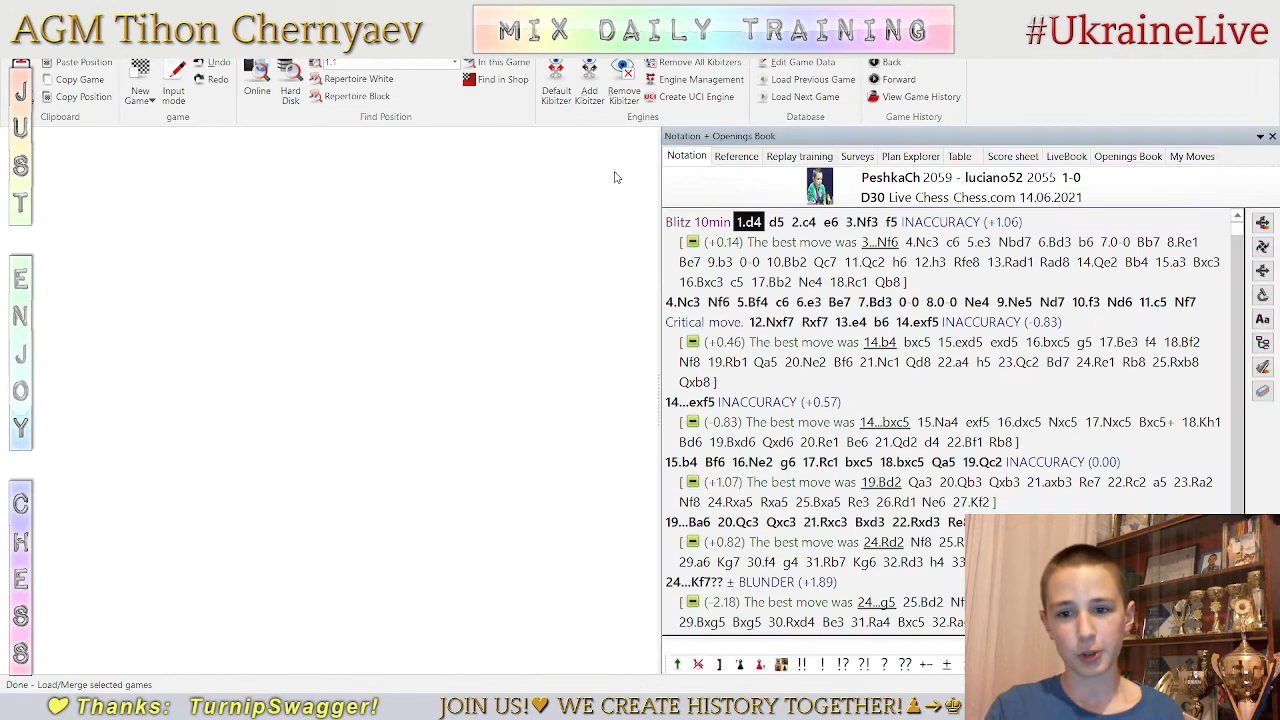 AGM Tihon Chernyaev
MIX DAILY TRAINING
#UkraineLive
Paste Position
Copy Game
Copy Position
Clipboard
New
Game
Input
mode
Undo
Redo
game
Online
Hard
Disk
1.1
Repertoire White
Repertoire Black
In this Game
Find in Shop
Find Position
Default
Kibitzer
Add
Kibitzer
Remove
Kibitzer
Remove All Kibitzers
Engine Management
UCI Create UCI Engine
Engines
Edit Game Data
Load Previous Game
Load Next Game
Database
Back
Forward
View Game History
Game History
JUST
ENJOY
CHESS
Notation + Openings Book
Notation Reference Replay training Surveys Plan Explorer Table Score sheet LiveBook Openings Book My Moves
PeshkaCh 2059 - luciano52 2055 1-0
D30 Live Chess Chess.com 14.06.2021
Blitz 10min 1.d4 d5 2.c4 e6 3.Nf3 f5 INACCURACY (+1.06)
[ (+0.14) The best move was 3...Nf6 4.Nc3 c6 5.e3 Nbd7 6.Bd3 b6 7.0-0 Bb7 8.Re1
Be7 9.b3 0-0 10.Bb2 Qc7 11.Qc2 h6 12.h3 Rfe8 13.Rad1 Rad8 14.Qe2 Bb4 15.a3 Bxc3
16.Bxc3 c5 17.Bb2 Ne4 18.Rc1 Qb8 ]
4.Nc3 Nf6 5.Bf4 c6 6.e3 Be7 7.Bd3 0-0 8.0-0 Ne4 9.Ne5 Nd7 10.f3 Nd6 11.c5 Nf7
Critical move. 12.Nxf7 Rxf7 13.e4 b6 14.exf5 INACCURACY (-0.83)
[ (+0.46) The best move was 14.b4 bxc5 15.exd5 exd5 16.bxc5 g5 17.Be3 f4 18.Bf2
Nf8 19.Rb1 Qa5 20.Ne2 Bf6 21.Nc1 Qd8 22.a4 h5 23.Qc2 Bd7 24.Re1 Rb8 25.Rxb8
Qxb8 ]
14...exf5 INACCURACY (+0.57)
[ (-0.83) The best move was 14...bxc5 15.Na4 exf5 16.dxc5 Nxc5 17.Nxc5 Bxc5+ 18.Kh1
Bd6 19.Bxd6 Qxd6 20.Re1 Be6 21.Qd2 d4 22.Bf1 Rb8 ]
15.b4 Bf6 16.Ne2 g6 17.Rc1 bxc5 18.bxc5 Qa5 19.Qc2 INACCURACY (0.00)
[ (+1.07) The best move was 19.Bd2 Qa3 20.Qb3 Qxb3 21.axb3 Re7 22.Rc2 a5 23.Ra2
Nf8 24.Rxa5 Rxa5 25.Bxa5 Re3 26.Rd1 Ne6 27.Kf2 ]
19...Ba6 20.Qc3 Qxc3 21.Rxc3 Bxd3 22.Rxd3 Re8
[ (+0.82) The best move was 24.Rd2 Nf8 25.R
29.a6 Kg7 30.f4 g4 31.Rb7 Kg6 32.Rd3 h4 33
24...Kf7?? ± BLUNDER (+1.89)
[ (-2.18) The best move was 24...g5 25.Bd2 Nf
29.Bxg5 Bxg5 30.Rxd4 Be3 31.Ra4 Bxc5 32.Ra
Aa
] !! ! !? ?! ? ?? +- ±
Done - Load/Merge selected games
Thanks: TurnipSwagger!
JOIN US! WE CREATE HISTORY TOGETHER!